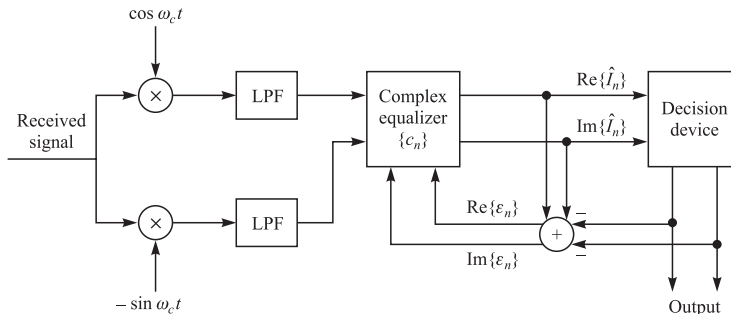 cos ω_c t
×
LPF
Received
signal
Complex
equalizer
{c_n}
Re{Î_n}
Im{Î_n}
Decision
device
×
LPF
Re{ε_n}
Im{ε_n}
+
−
−
− sin ω_c t
Output